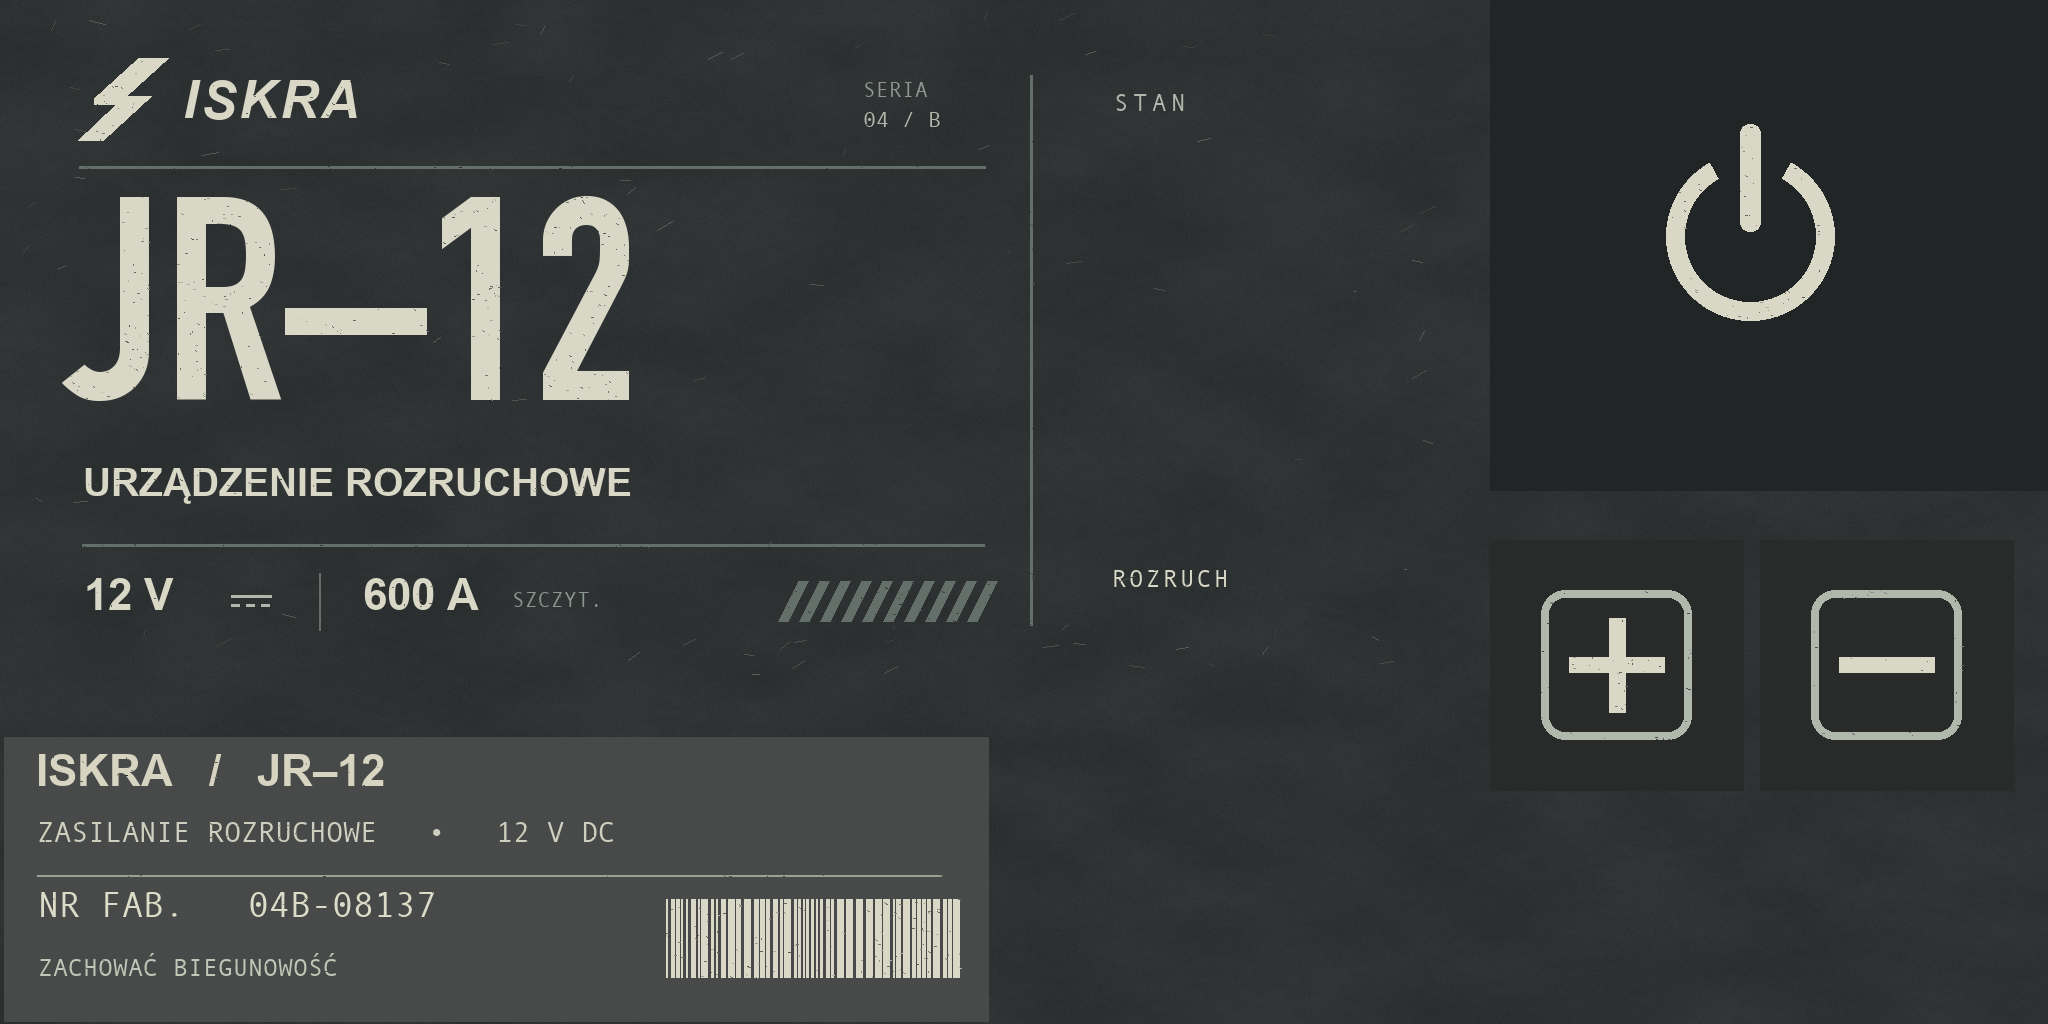 ISKRA
SERIA
04 / B
JR–12
URZĄDZENIE ROZRUCHOWE
12 V
600 A SZCZYT.
STAN
ROZRUCH
ISKRA / JR–12
ZASILANIE ROZRUCHOWE • 12 V DC
NR FAB. 04B-08137
ZACHOWAĆ BIEGUNOWOŚĆ